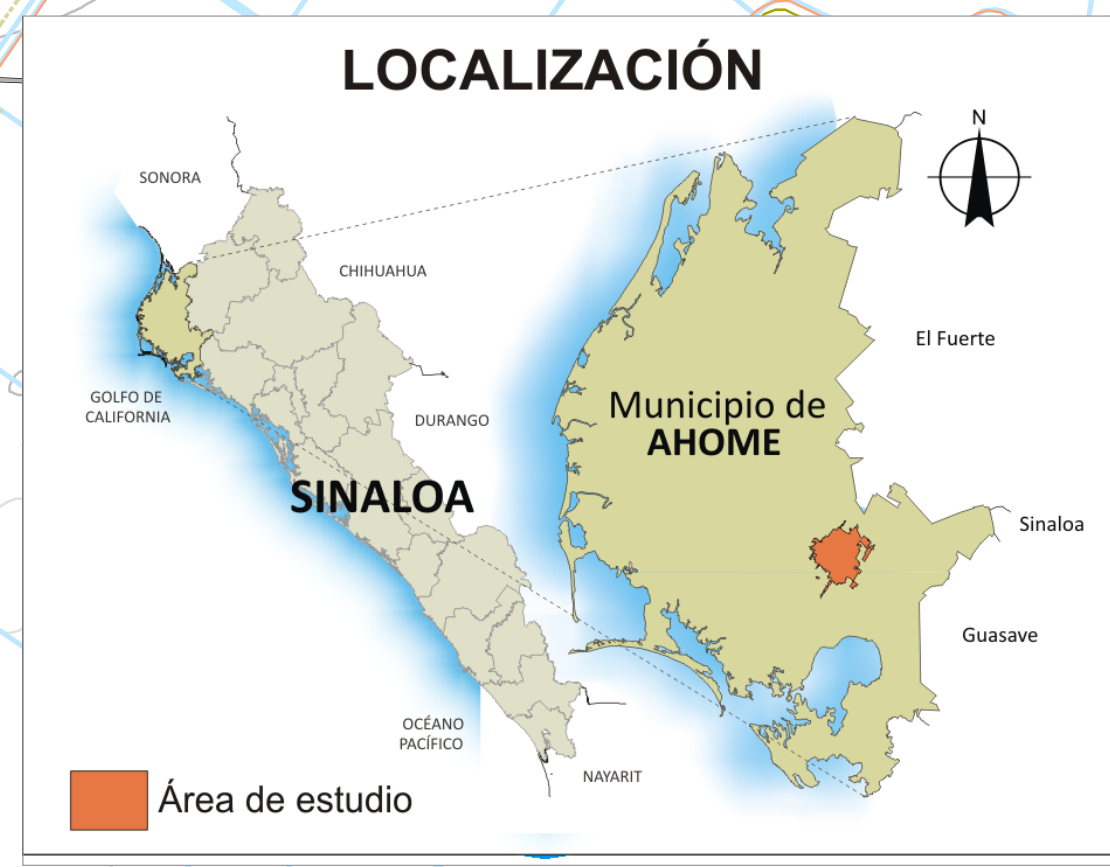 LOCALIZACIÓN
N
SONORA
CHIHUAHUA
El Fuerte
GOLFO DE
CALIFORNIA
DURANGO
Municipio de
AHOME
SINALOA
Sinaloa
Guasave
OCÉANO
PACÍFICO
NAYARIT
Área de estudio